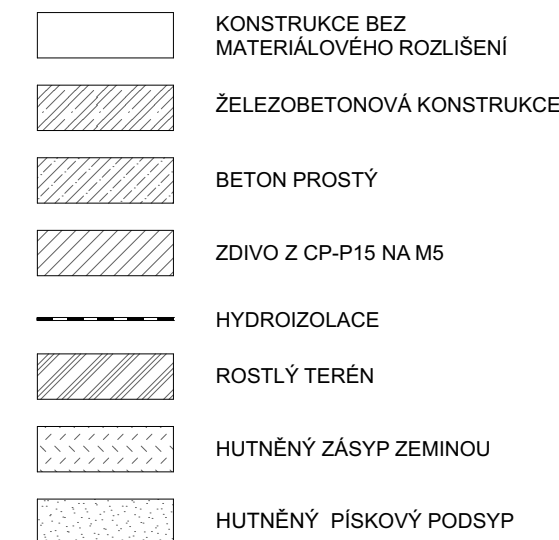 KONSTRUKCE BEZ
MATERIÁLOVÉHO ROZLIŠENÍ
ŽELEZOBETONOVÁ KONSTRUKCE
BETON PROSTÝ
ZDIVO Z CP-P15 NA M5
HYDROIZOLACE
ROSTLÝ TERÉN
HUTNĚNÝ ZÁSYP ZEMINOU
HUTNĚNÝ PÍSKOVÝ PODSYP